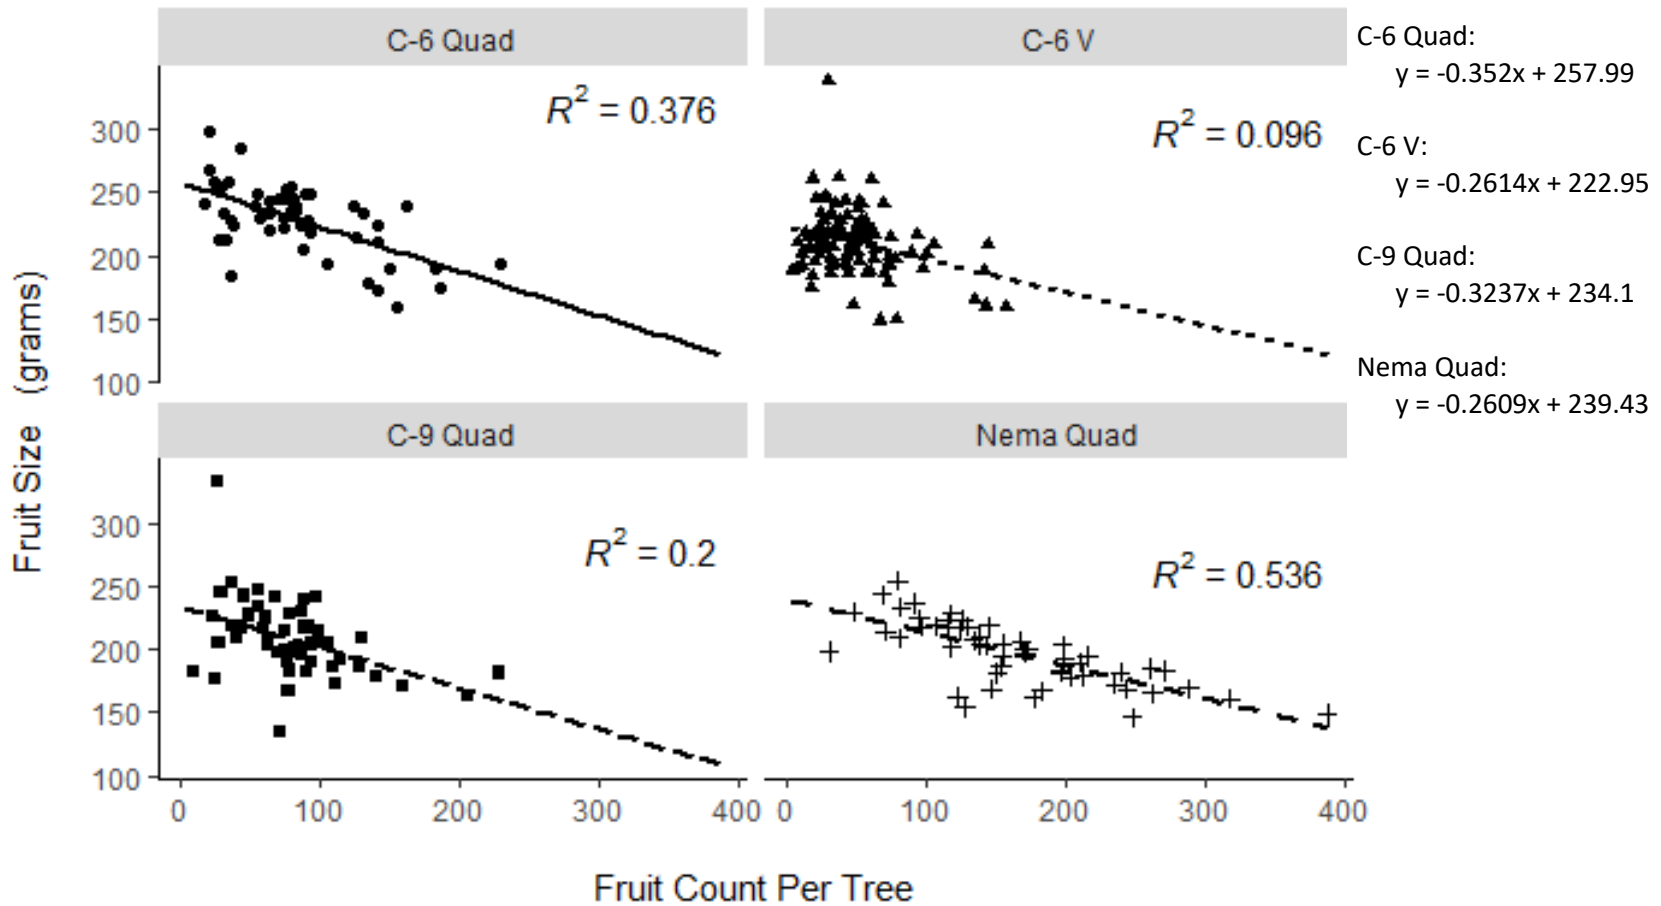 C-6 Quad
C-6 V
R² = 0.376
R² = 0.096
300
250
200
150
100
C-9 Quad
Nema Quad
R² = 0.2
R² = 0.536
300
250
200
150
100
0 100 200 300 400
0 100 200 300 400
Fruit Size (grams)
Fruit Count Per Tree
C-6 Quad:
y = -0.352x + 257.99
C-6 V:
y = -0.2614x + 222.95
C-9 Quad:
y = -0.3237x + 234.1
Nema Quad:
y = -0.2609x + 239.43